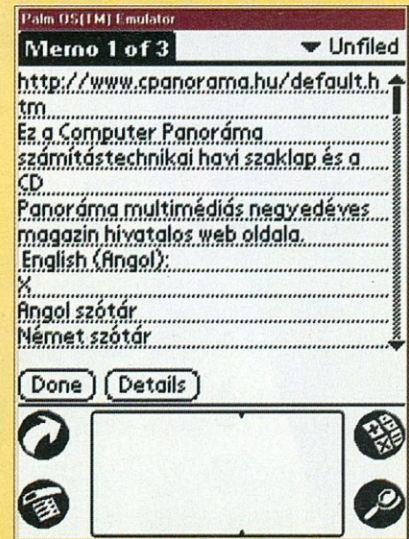 Palm OS(TM) Emulator
Memo 1 of 3
Unfiled
http://www.cpanorama.hu/default.h
tm
Ez a Computer Panoráma
számítástechnikai havi szaklap és a
CD
Panoráma multimédiás negyedéves
magazin hivatalos web oldala.
English (Angol):
X
Angol szótár
Német szótár
Done
Details